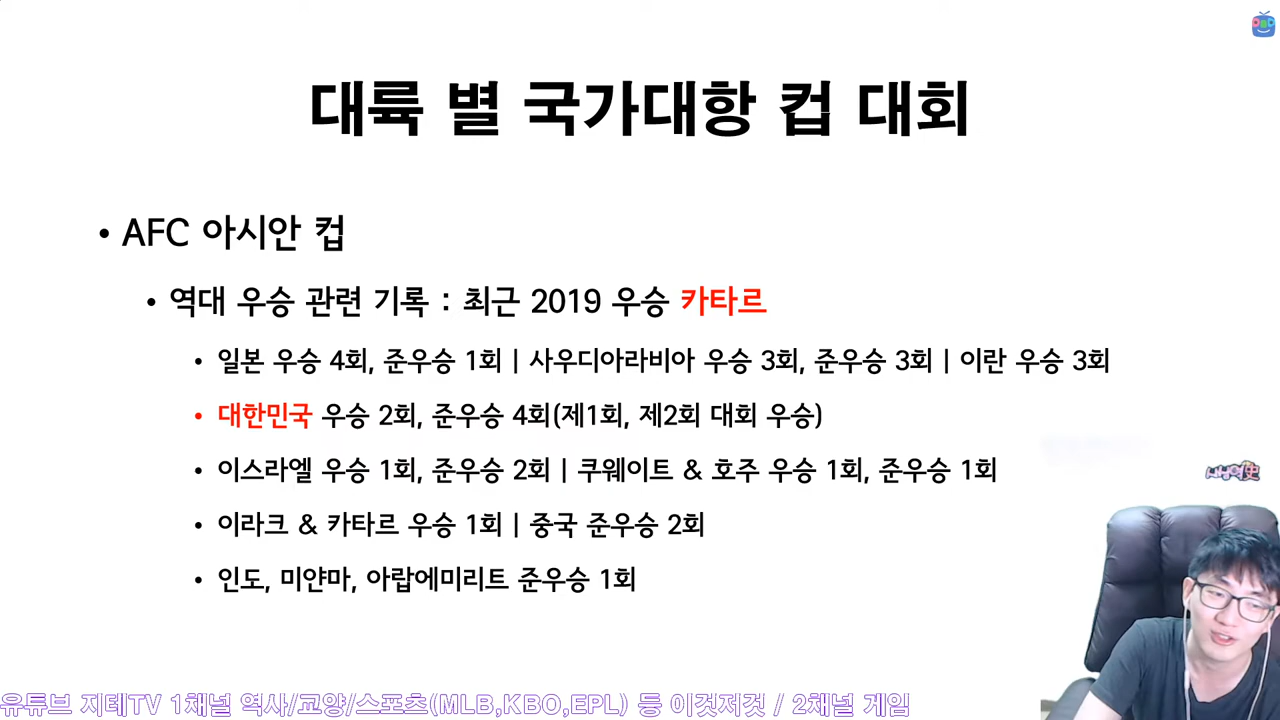 대륙 별 국가대항 컵 대회
• AFC 아시안 컵
• 역대 우승 관련 기록 : 최근 2019 우승 카타르
• 일본 우승 4회, 준우승 1회 | 사우디아라비아 우승 3회, 준우승 3회 | 이란 우승 3회
• 대한민국 우승 2회, 준우승 4회(제1회, 제2회 대회 우승)
• 이스라엘 우승 1회, 준우승 2회 | 쿠웨이트 & 호주 우승 1회, 준우승 1회
• 이라크 & 카타르 우승 1회 | 중국 준우승 2회
• 인도, 미얀마, 아랍에미리트 준우승 1회
유튜브 지테TV 1채널 역사/교양/스포츠(MLB,KBO,EPL) 등 이것저것 / 2채널 게임